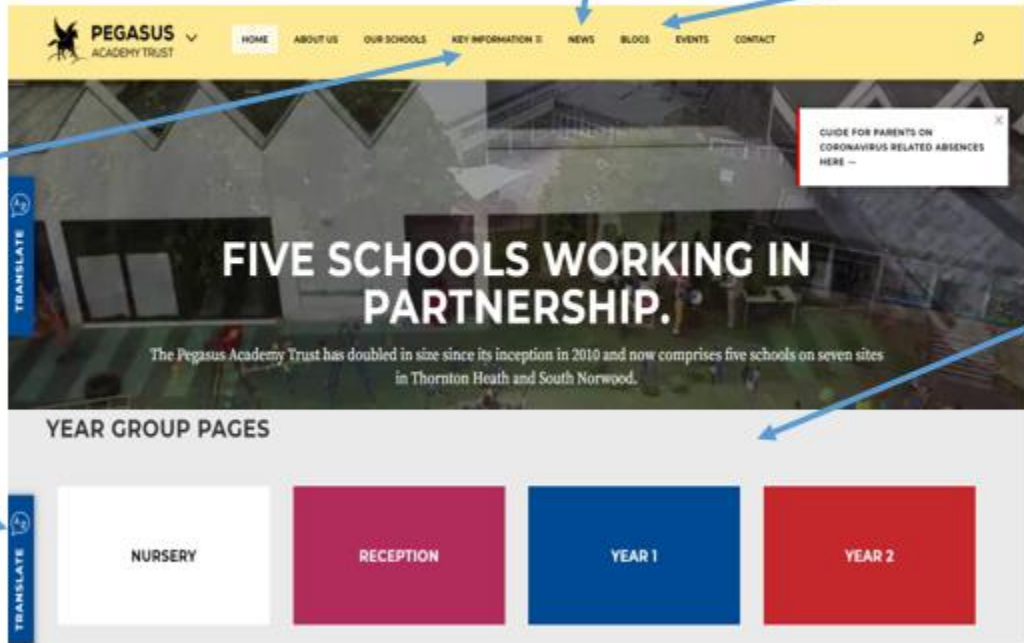 PEGASUS
ACADEMY TRUST
HOME
ABOUT US
OUR SCHOOLS
KEY INFORMATION
NEWS
BLOGS
EVENTS
CONTACT
GUIDE FOR PARENTS ON
CORONAVIRUS RELATED ABSENCES
HERE —
TRANSLATE
FIVE SCHOOLS WORKING IN
PARTNERSHIP.
The Pegasus Academy Trust has doubled in size since its inception in 2010 and now comprises five schools on seven sites
in Thornton Heath and South Norwood.
YEAR GROUP PAGES
TRANSLATE
NURSERY
RECEPTION
YEAR 1
YEAR 2